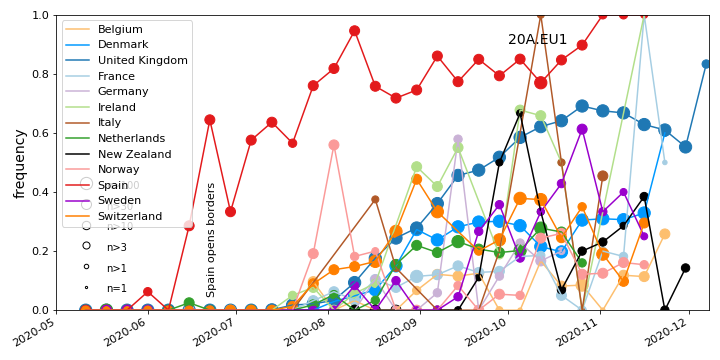 1.0
0.8
0.6
0.4
0.2
0.0
frequency
Belgium
Denmark
United Kingdom
France
Germany
Ireland
Italy
Netherlands
New Zealand
Norway
Spain
Sweden
Switzerland
n>10
n>3
n>1
n=1
Spain opens borders
20A.EU1
2020-05
2020-06
2020-07
2020-08
2020-09
2020-10
2020-11
2020-12